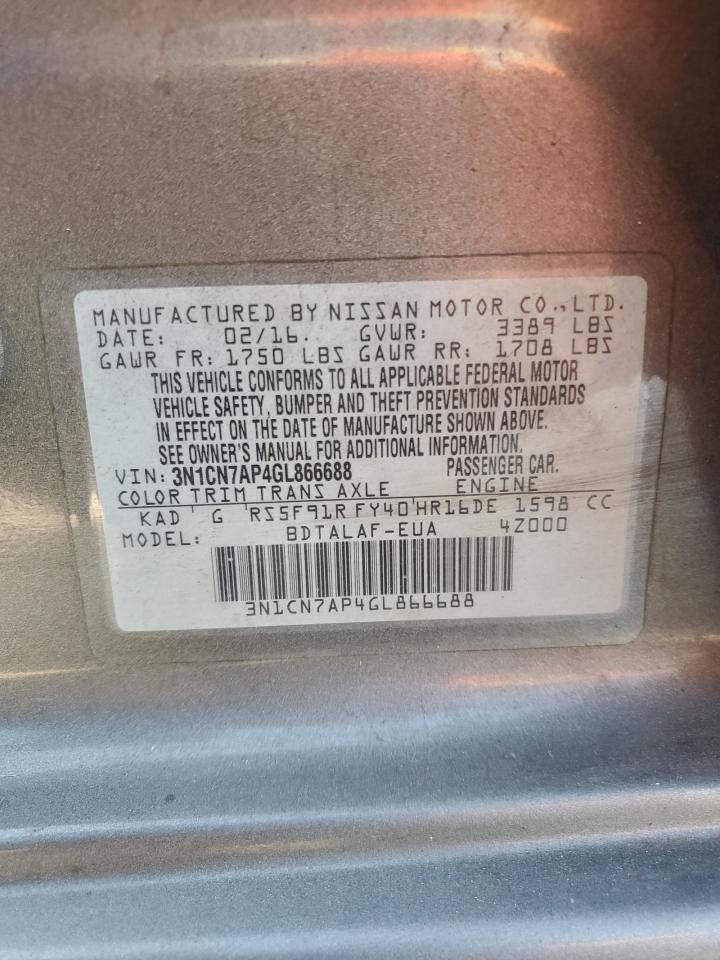 MANUFACTURED BY NISSAN MOTOR CO., LTD.
DATE: 02/16. GVWR: 3389 LBS
GAWR FR: 1750 LBS GAWR RR: 1708 LBS
THIS VEHICLE CONFORMS TO ALL APPLICABLE FEDERAL MOTOR
VEHICLE SAFETY, BUMPER AND THEFT PREVENTION STANDARDS
IN EFFECT ON THE DATE OF MANUFACTURE SHOWN ABOVE.
SEE OWNER'S MANUAL FOR ADDITIONAL INFORMATION.
VIN: 3N1CN7AP4GL866688 PASSENGER CAR.
COLOR TRIM TRANS AXLE ENGINE
KAD G RS5F91R FY40 HR16DE 1598 CC
MODEL: BDTALAF-EUA 4Z000
3N1CN7AP4GL866688